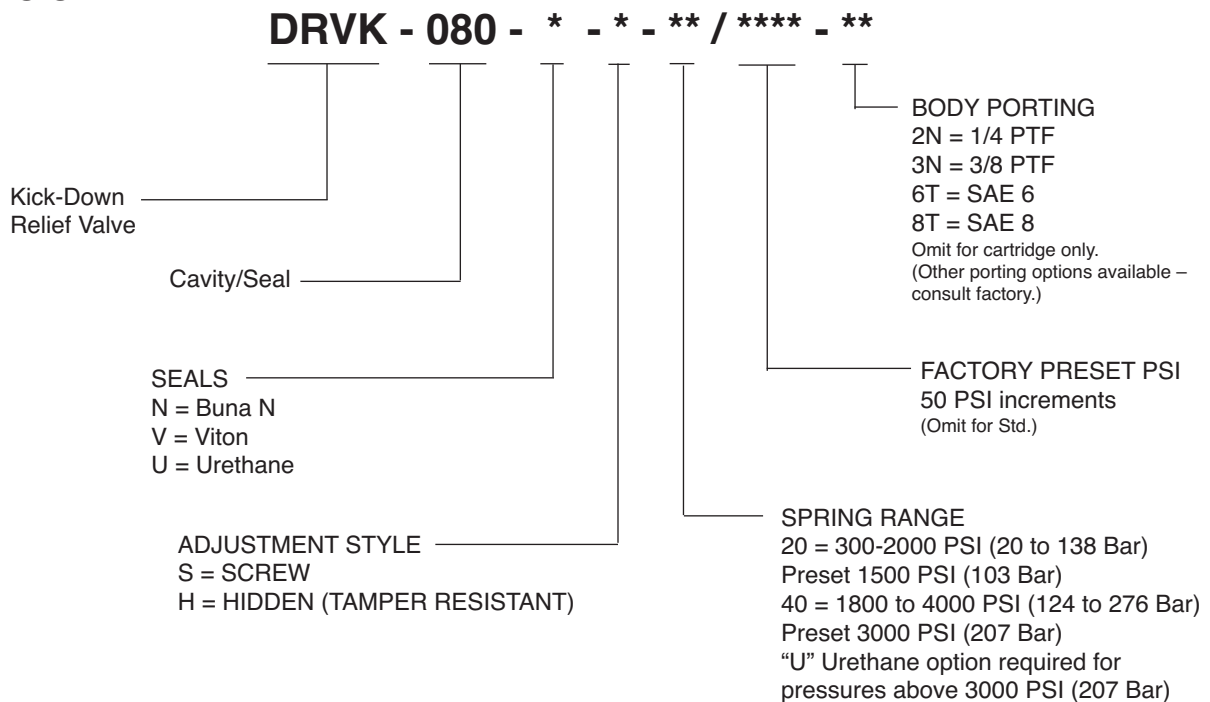 DRVK - 080 - * - * - ** / **** - **
BODY PORTING
2N = 1/4 PTF
3N = 3/8 PTF
6T = SAE 6
8T = SAE 8
Omit for cartridge only.
(Other porting options available –
consult factory.)
Kick-Down
Relief Valve
Cavity/Seal
SEALS
N = Buna N
V = Viton
U = Urethane
FACTORY PRESET PSI
50 PSI increments
(Omit for Std.)
ADJUSTMENT STYLE
S = SCREW
H = HIDDEN (TAMPER RESISTANT)
SPRING RANGE
20 = 300-2000 PSI (20 to 138 Bar)
Preset 1500 PSI (103 Bar)
40 = 1800 to 4000 PSI (124 to 276 Bar)
Preset 3000 PSI (207 Bar)
“U” Urethane option required for
pressures above 3000 PSI (207 Bar)